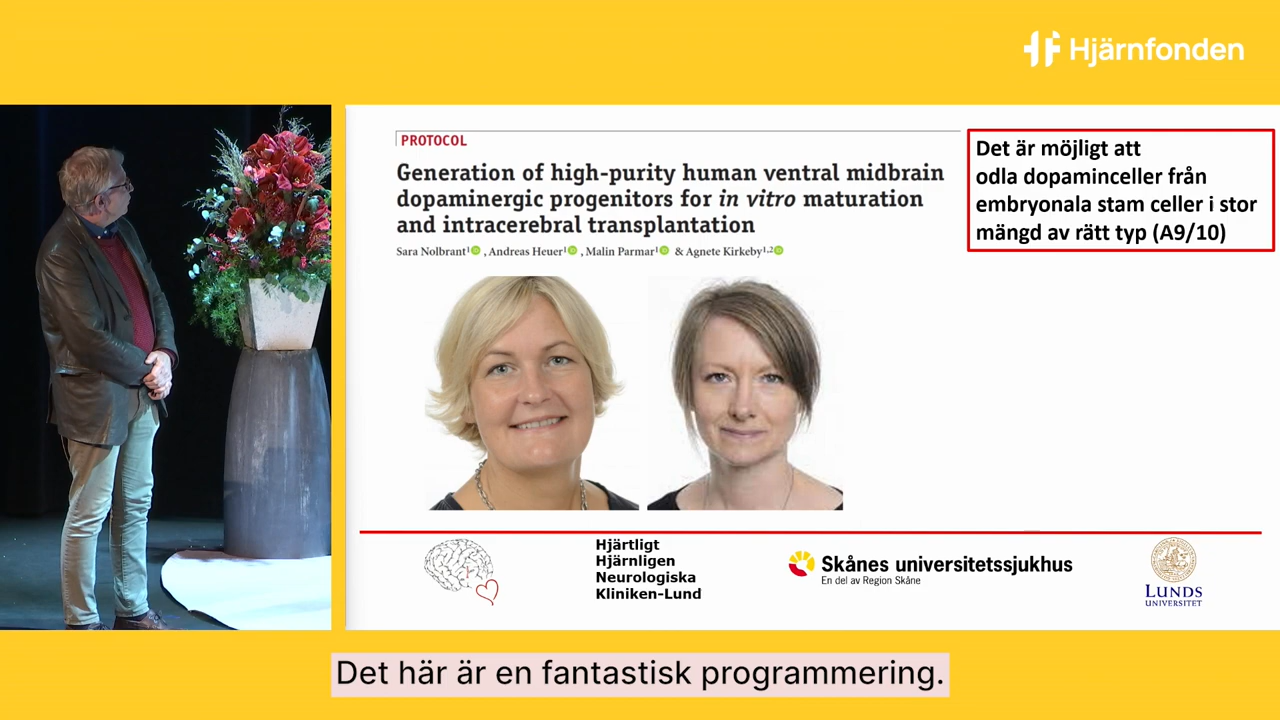 Hjärnfonden
PROTOCOL
Generation of high-purity human ventral midbrain
dopaminergic progenitors for in vitro maturation
and intracerebral transplantation
Sara Nolbrant1, Andreas Heuer1, Malin Parmar1 & Agnete Kirkeby1,2
Det är möjligt att
odla dopaminceller från
embryonala stam celler i stor
mängd av rätt typ (A9/10)
Hjärtligt
Hjärnligen
Neurologiska
Kliniken-Lund
Skånes universitetssjukhus
En del av Region Skåne
LUNDS
UNIVERSITET
Det här är en fantastisk programmering.